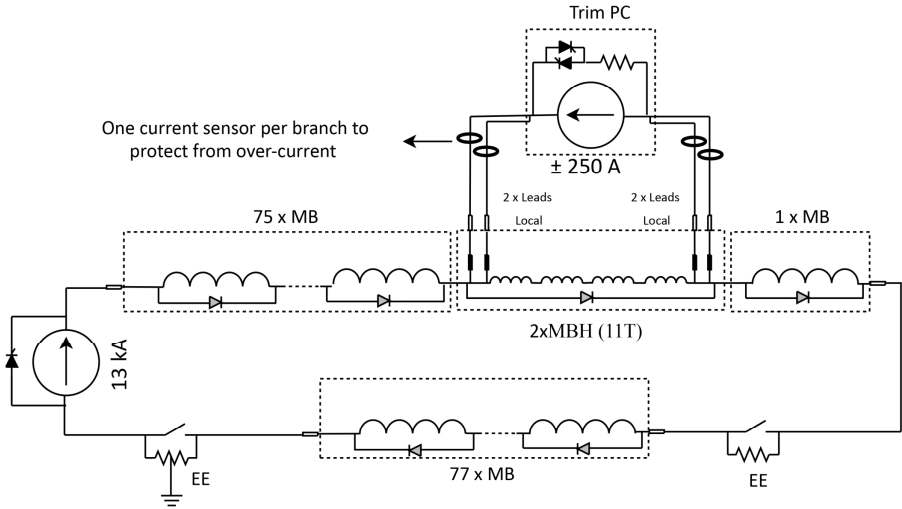 Trim PC
One current sensor per branch to
protect from over-current
± 250 A
2 x Leads
Local
2 x Leads
Local
75 x MB
1 x MB
2xMBH (11T)
13 kA
EE
77 x MB
EE